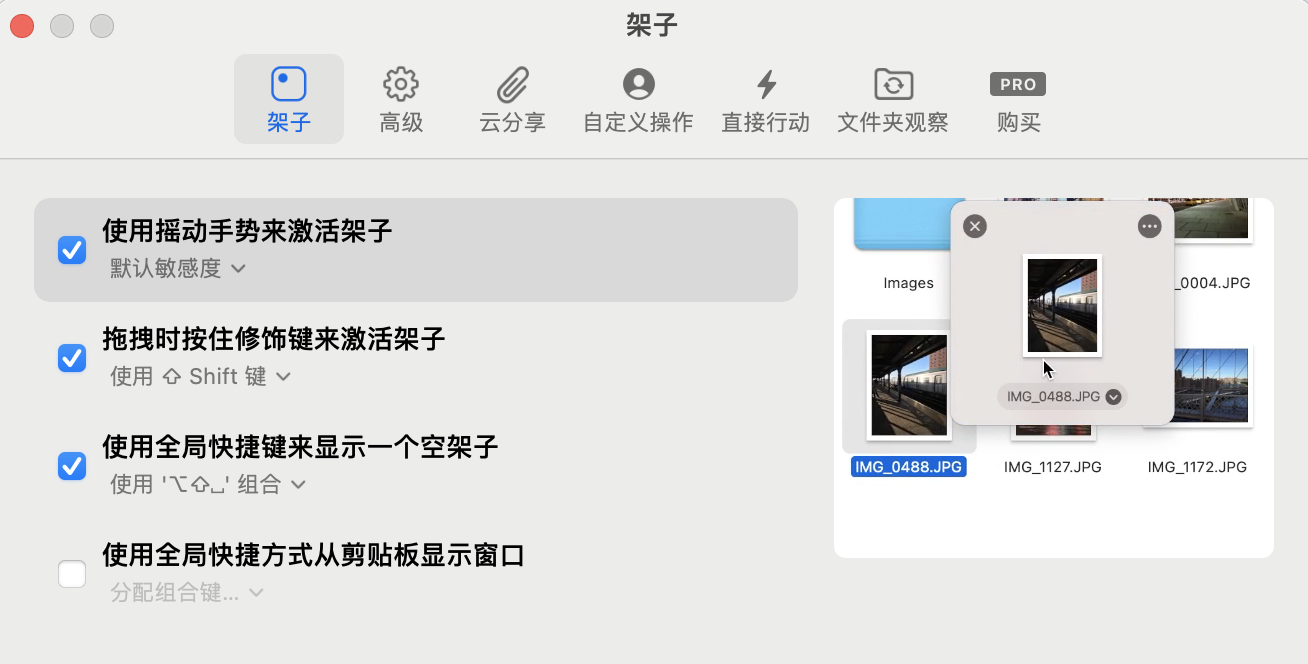 架子
架子
高级
云分享
自定义操作
直接行动
文件夹观察
PRO
购买
使用摇动手势来激活架子
默认敏感度
拖拽时按住修饰键来激活架子
使用 ⇧ Shift 键
使用全局快捷键来显示一个空架子
使用 '⌥⇧⎵' 组合
使用全局快捷方式从剪贴板显示窗口
分配组合键...
Images
_0004.JPG
IMG_0488.JPG
IMG_0488.JPG
IMG_1127.JPG
IMG_1172.JPG